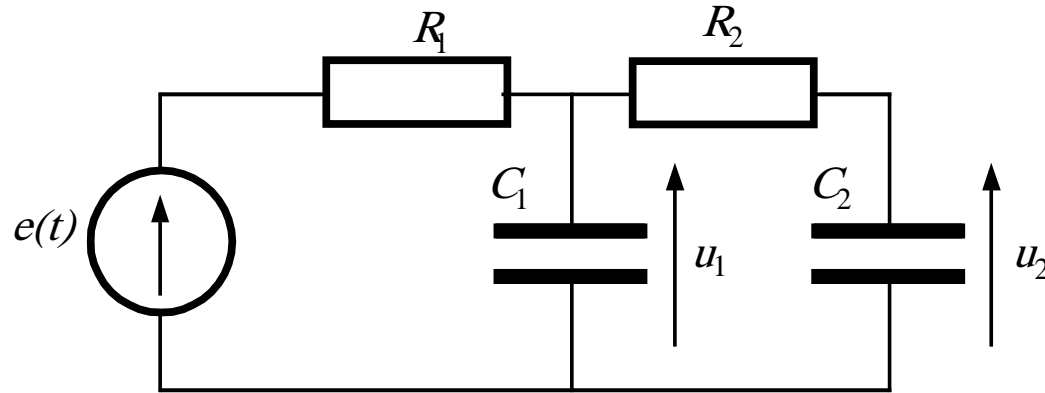 R₁
R₂
C₁
C₂
e(t)
u₁
u₂